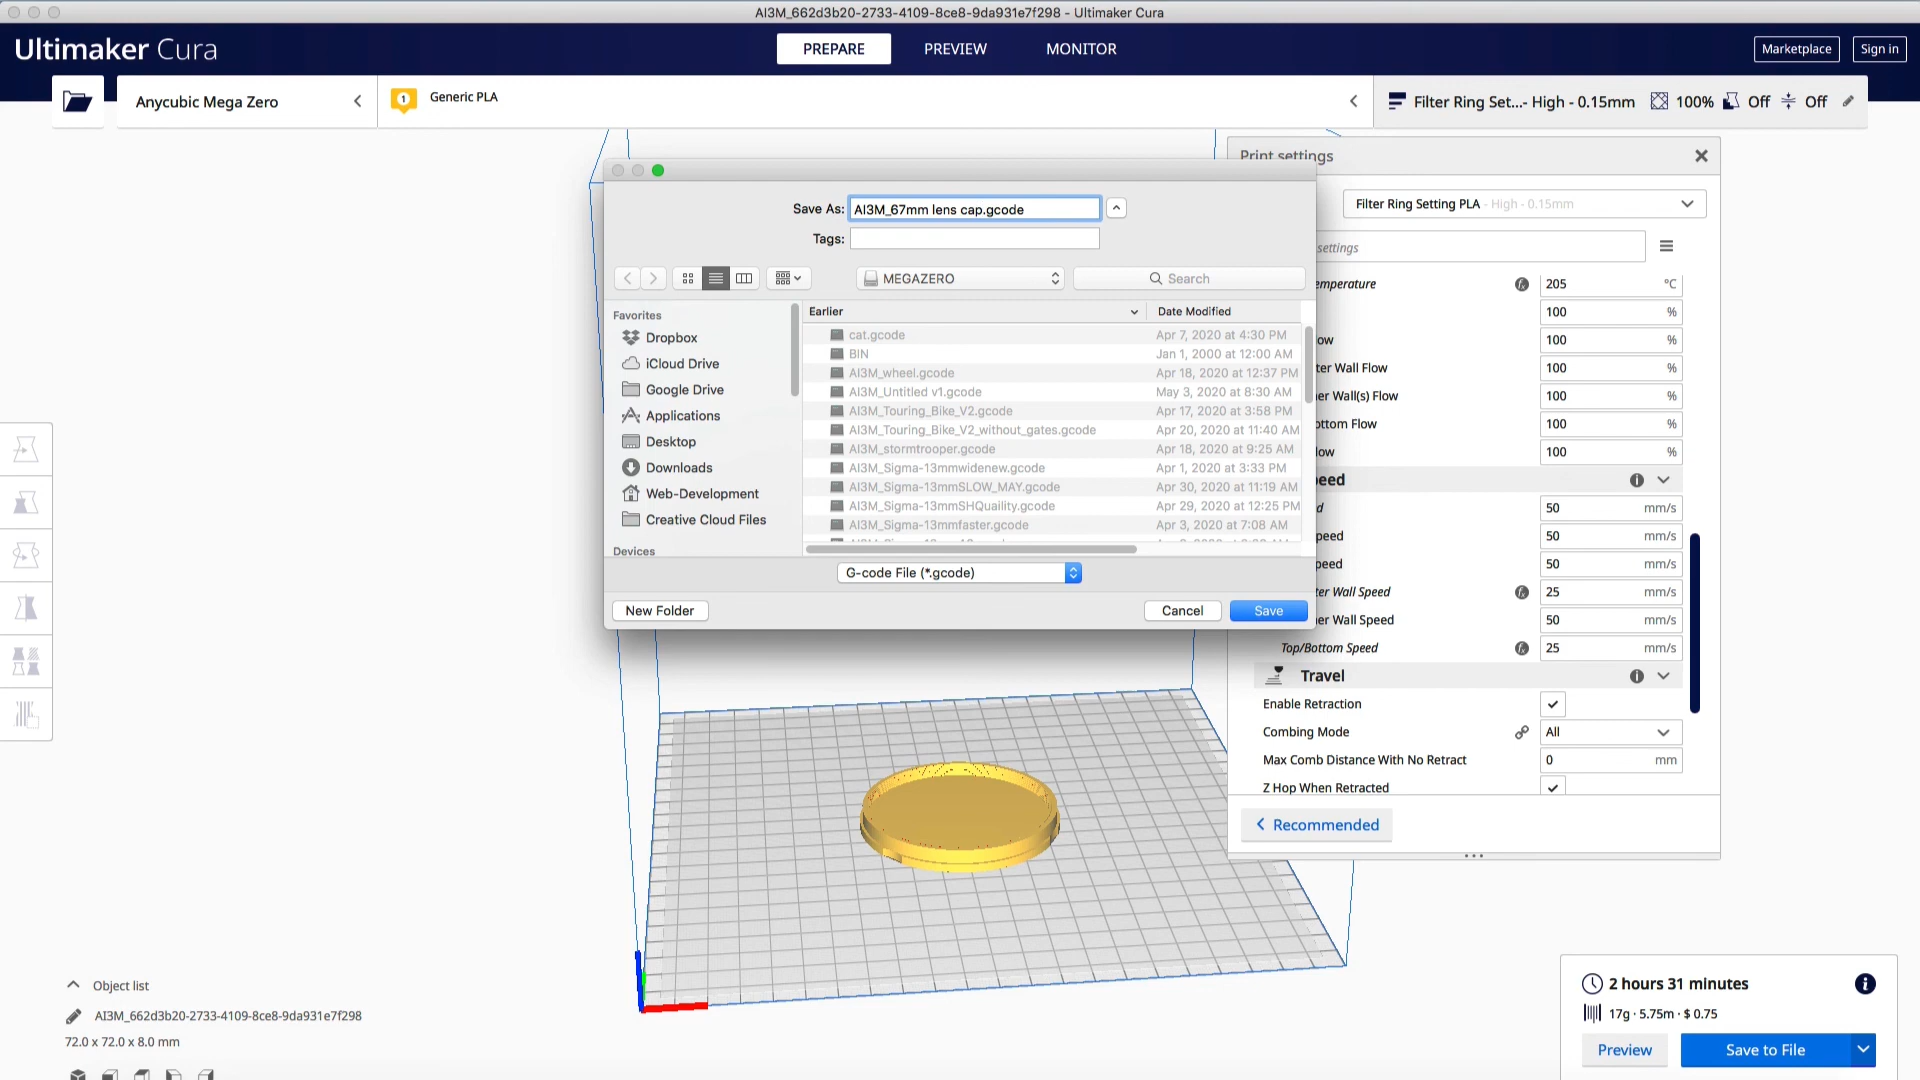 AI3M_662d3b20-2733-4109-8ce8-9da931e7f298 - Ultimaker Cura
Ultimaker Cura
PREPARE
PREVIEW
MONITOR
Marketplace
Sign in
Anycubic Mega Zero
1
Generic PLA
Filter Ring Set...- High - 0.15mm
100%
Off
Off
Print settings
Filter Ring Setting PLA - High - 0.15mm
settings
Save As: AI3M_67mm lens cap.gcode
Tags:
MEGAZERO
Search
Favorites
Dropbox
iCloud Drive
Google Drive
Applications
Desktop
Downloads
Web-Development
Creative Cloud Files
Devices
Earlier Date Modified
cat.gcode Apr 7, 2020 at 4:30 PM
BIN Jan 1, 2000 at 12:00 AM
AI3M_wheel.gcode Apr 18, 2020 at 12:37 PM
AI3M_Untitled v1.gcode May 3, 2020 at 8:30 AM
AI3M_Touring_Bike_V2.gcode Apr 17, 2020 at 3:58 PM
AI3M_Touring_Bike_V2_without_gates.gcode Apr 20, 2020 at 11:40 AM
AI3M_stormtrooper.gcode Apr 18, 2020 at 9:25 AM
AI3M_Sigma-13mmwidenew.gcode Apr 1, 2020 at 3:33 PM
AI3M_Sigma-13mmSLOW_MAY.gcode Apr 30, 2020 at 11:19 AM
AI3M_Sigma-13mmSHQuaility.gcode Apr 29, 2020 at 12:25 PM
AI3M_Sigma-13mmfaster.gcode Apr 3, 2020 at 7:08 AM
G-code File (*.gcode)
New Folder
Cancel
Save
emperature 205 °C
100 %
ow 100 %
ter Wall Flow 100 %
er Wall(s) Flow 100 %
ottom Flow 100 %
low 100 %
eed
d 50 mm/s
peed 50 mm/s
peed 50 mm/s
ter Wall Speed 25 mm/s
er Wall Speed 50 mm/s
Top/Bottom Speed 25 mm/s
Travel
Enable Retraction
Combing Mode All
Max Comb Distance With No Retract 0 mm
Z Hop When Retracted
Recommended
Object list
AI3M_662d3b20-2733-4109-8ce8-9da931e7f298
72.0 x 72.0 x 8.0 mm
2 hours 31 minutes
17g · 5.75m · $ 0.75
Preview
Save to File